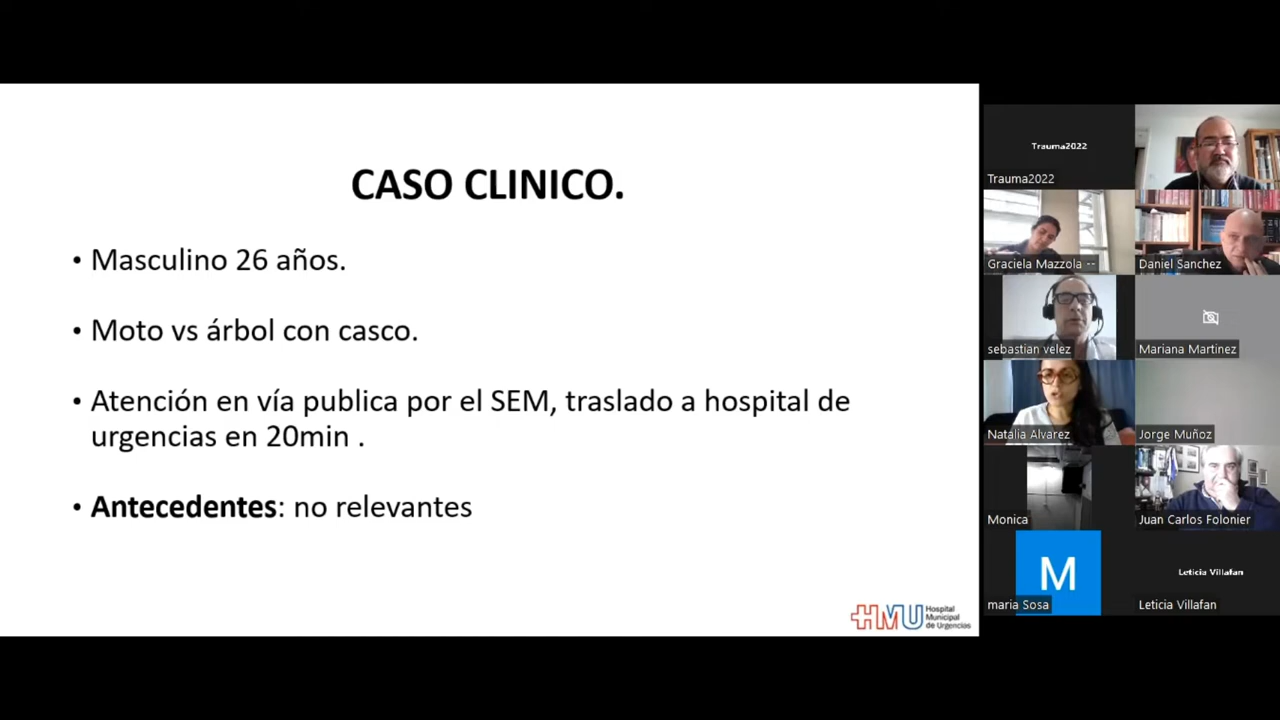 CASO CLINICO.
• Masculino 26 años.
• Moto vs árbol con casco.
• Atención en vía publica por el SEM, traslado a hospital de
urgencias en 20min .
• Antecedentes: no relevantes
HMU
Hospital
Municipal
de Urgencias
Trauma2022
Trauma2022
Graciela Mazzola --
Daniel Sanchez
sebastian velez
Mariana Martinez
Natalia Alvarez
Jorge Muñoz
Monica
Juan Carlos Folonier
M
maria Sosa
Leticia Villafan
Leticia Villafan